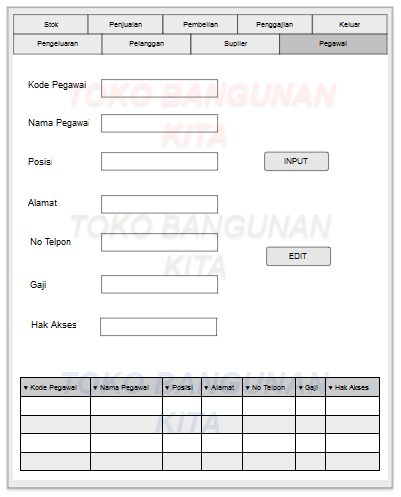 Stok Penjualan Pembelian Penggajian Keluar
Pengeluaran Pelanggan Suplier Pegawai
Kode Pegawai
TOKO BANGUNAN
KITA
Nama Pegawai
Posisi
INPUT
Alamat
TOKO BANGUNAN
KITA
No Telpon
EDIT
Gaji
Hak Akses
TOKO BANGUNAN
KITA
▼ Kode Pegawai ▼ Nama Pegawai ▼ Posisi ▼ Alamat ▼ No Telpon ▼ Gaji ▼ Hak Akses